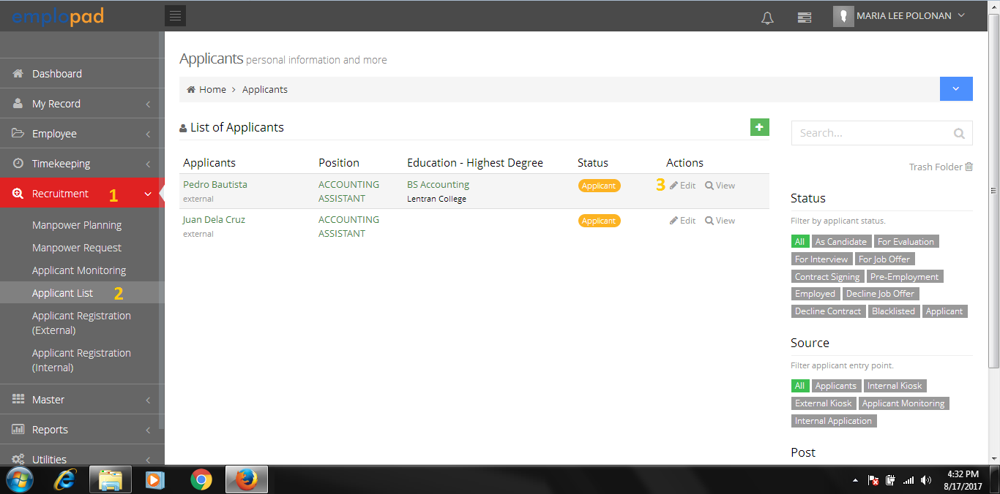 emplopad
MARIA LEE POLONAN
Dashboard
My Record
Employee
Timekeeping
Recruitment 1
Manpower Planning
Manpower Request
Applicant Monitoring
Applicant List 2
Applicant Registration
(External)
Applicant Registration
(Internal)
Master
Reports
Utilities
Applicants personal information and more
Home > Applicants
List of Applicants
Applicants Position Education - Highest Degree Status Actions
Pedro Bautista ACCOUNTING BS Accounting Applicant 3 Edit View
external ASSISTANT Lentran College
Juan Dela Cruz ACCOUNTING Applicant Edit View
external ASSISTANT
Search...
Trash Folder
Status
Filter by applicant status.
All As Candidate For Evaluation
For Interview For Job Offer
Contract Signing Pre-Employment
Employed Decline Job Offer
Decline Contract Blacklisted Applicant
Source
Filter applicant entry point.
All Applicants Internal Kiosk
External Kiosk Applicant Monitoring
Internal Application
Post
4:32 PM
8/17/2017